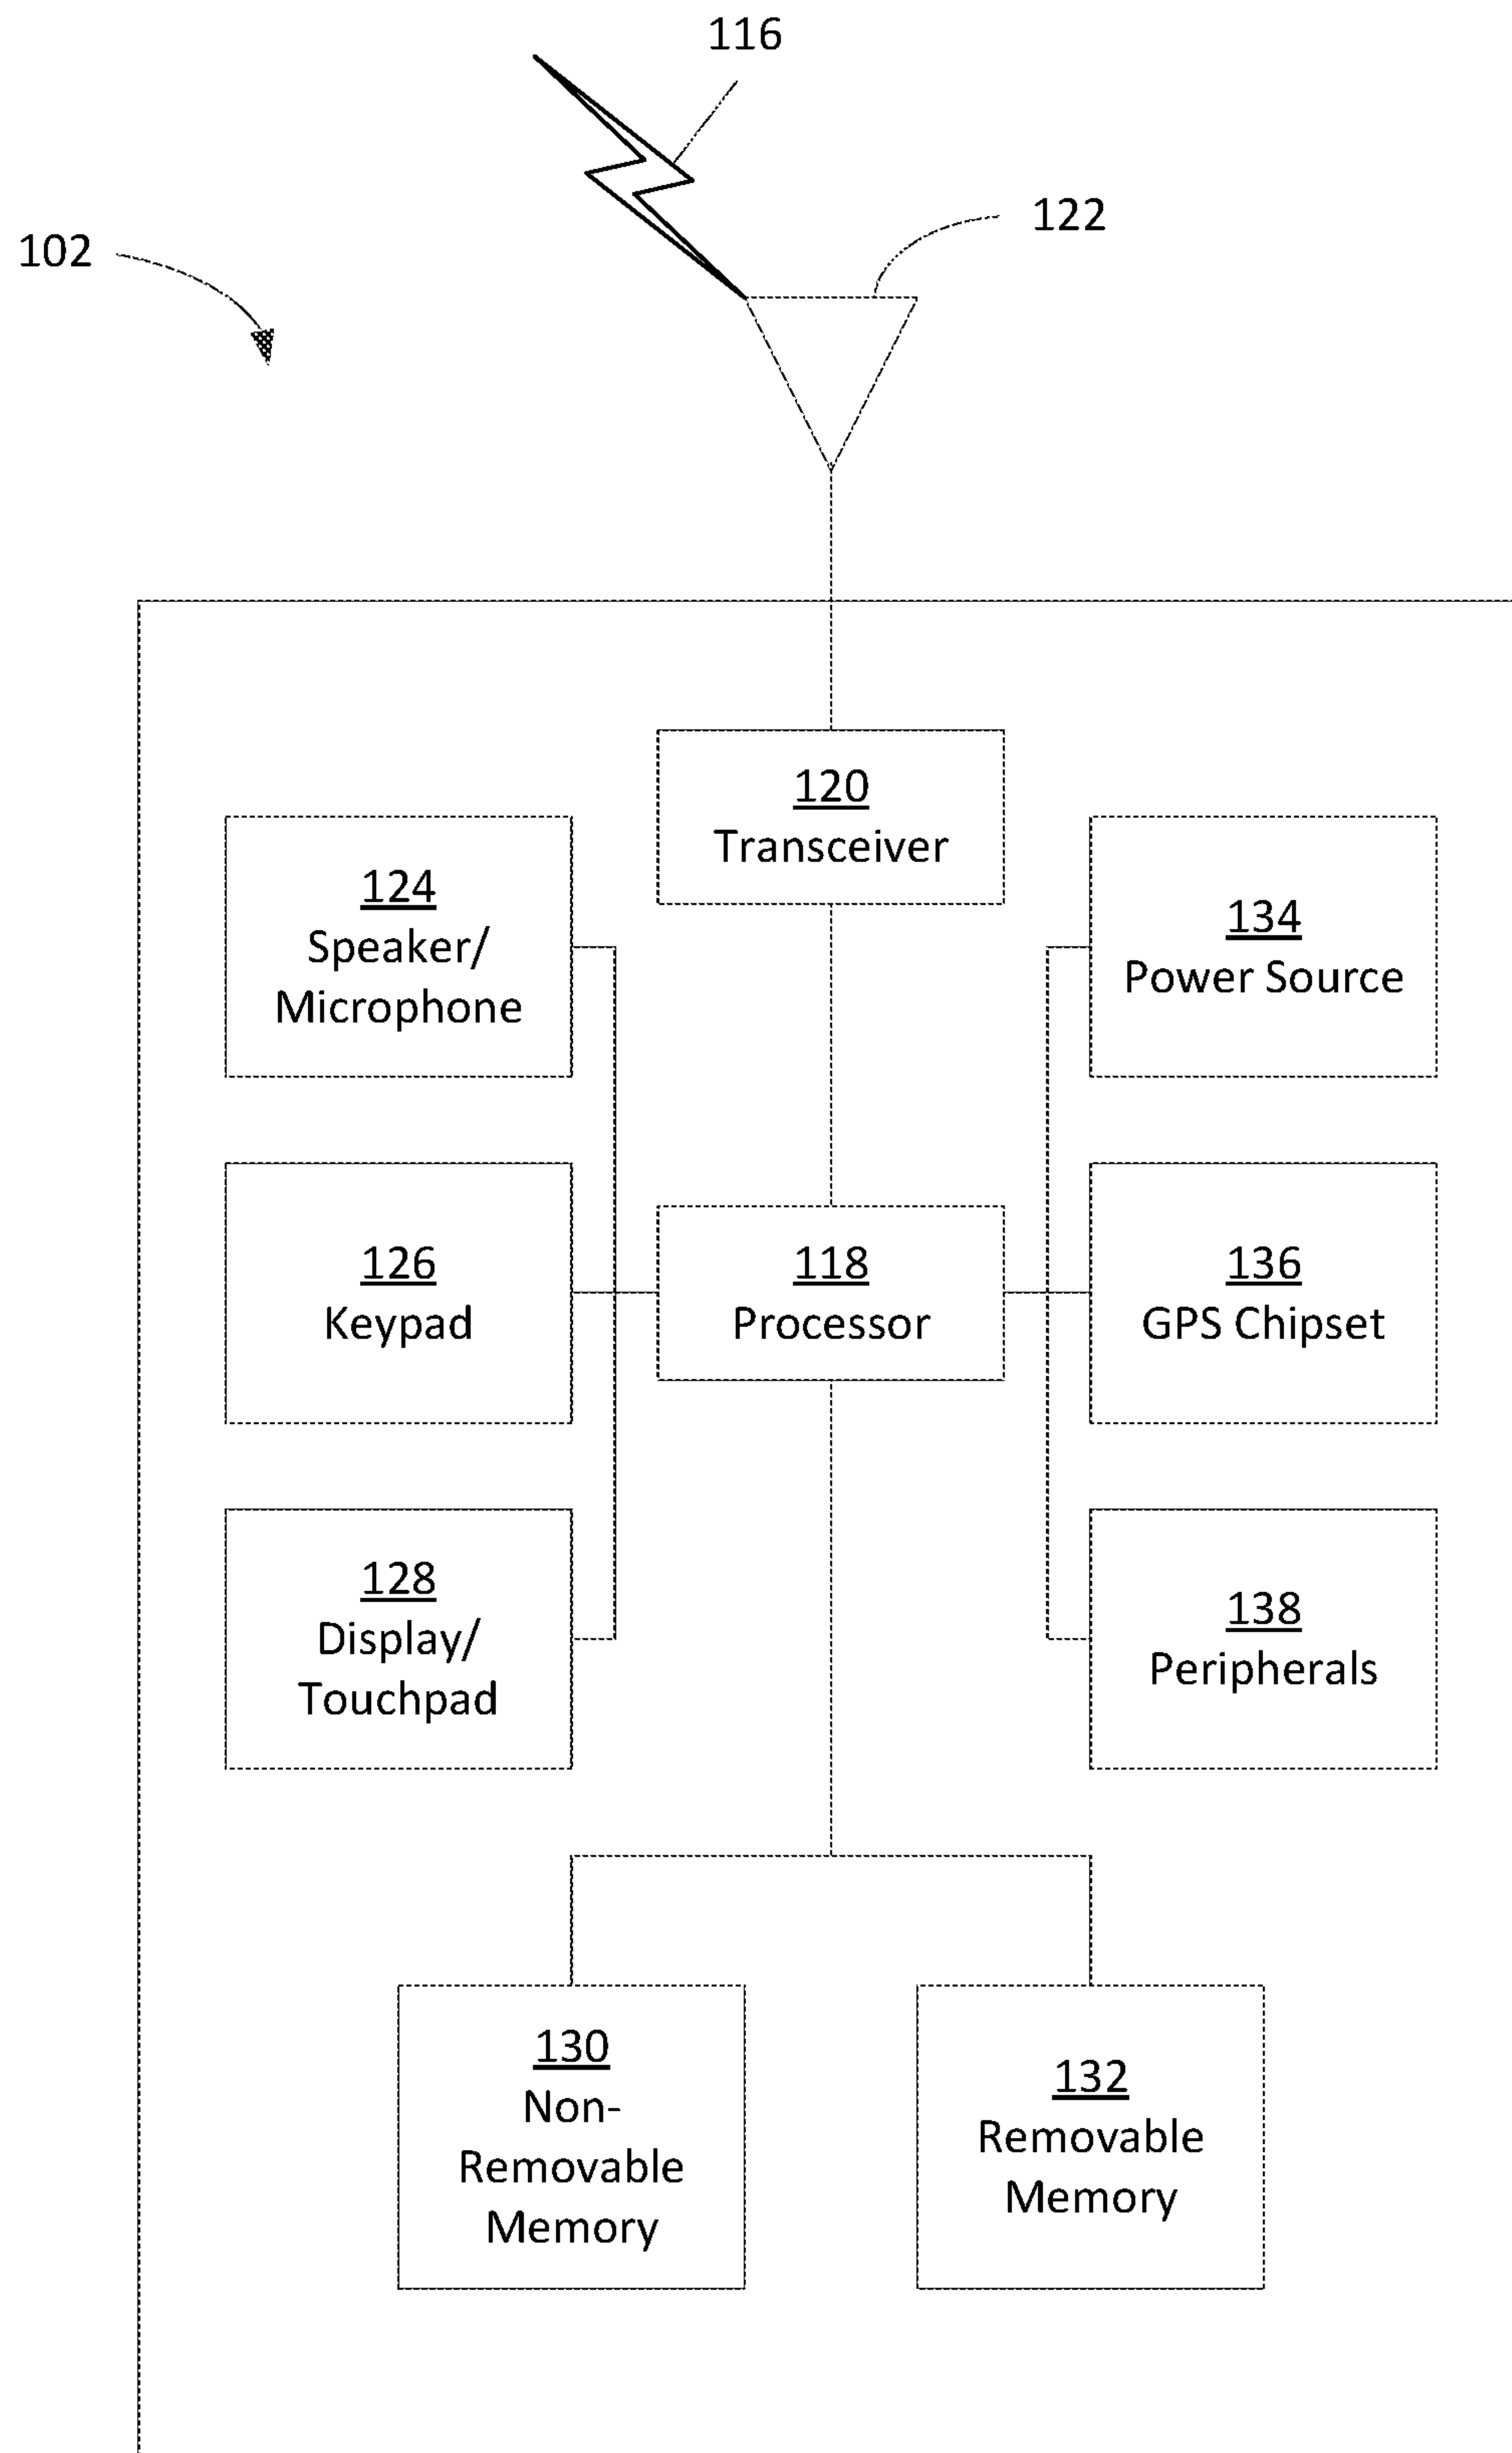 116
122
102
120
Transceiver
124
Speaker/
Microphone
134
Power Source
126
Keypad
118
Processor
136
GPS Chipset
128
Display/
Touchpad
138
Peripherals
130
Non-
Removable
Memory
132
Removable
Memory